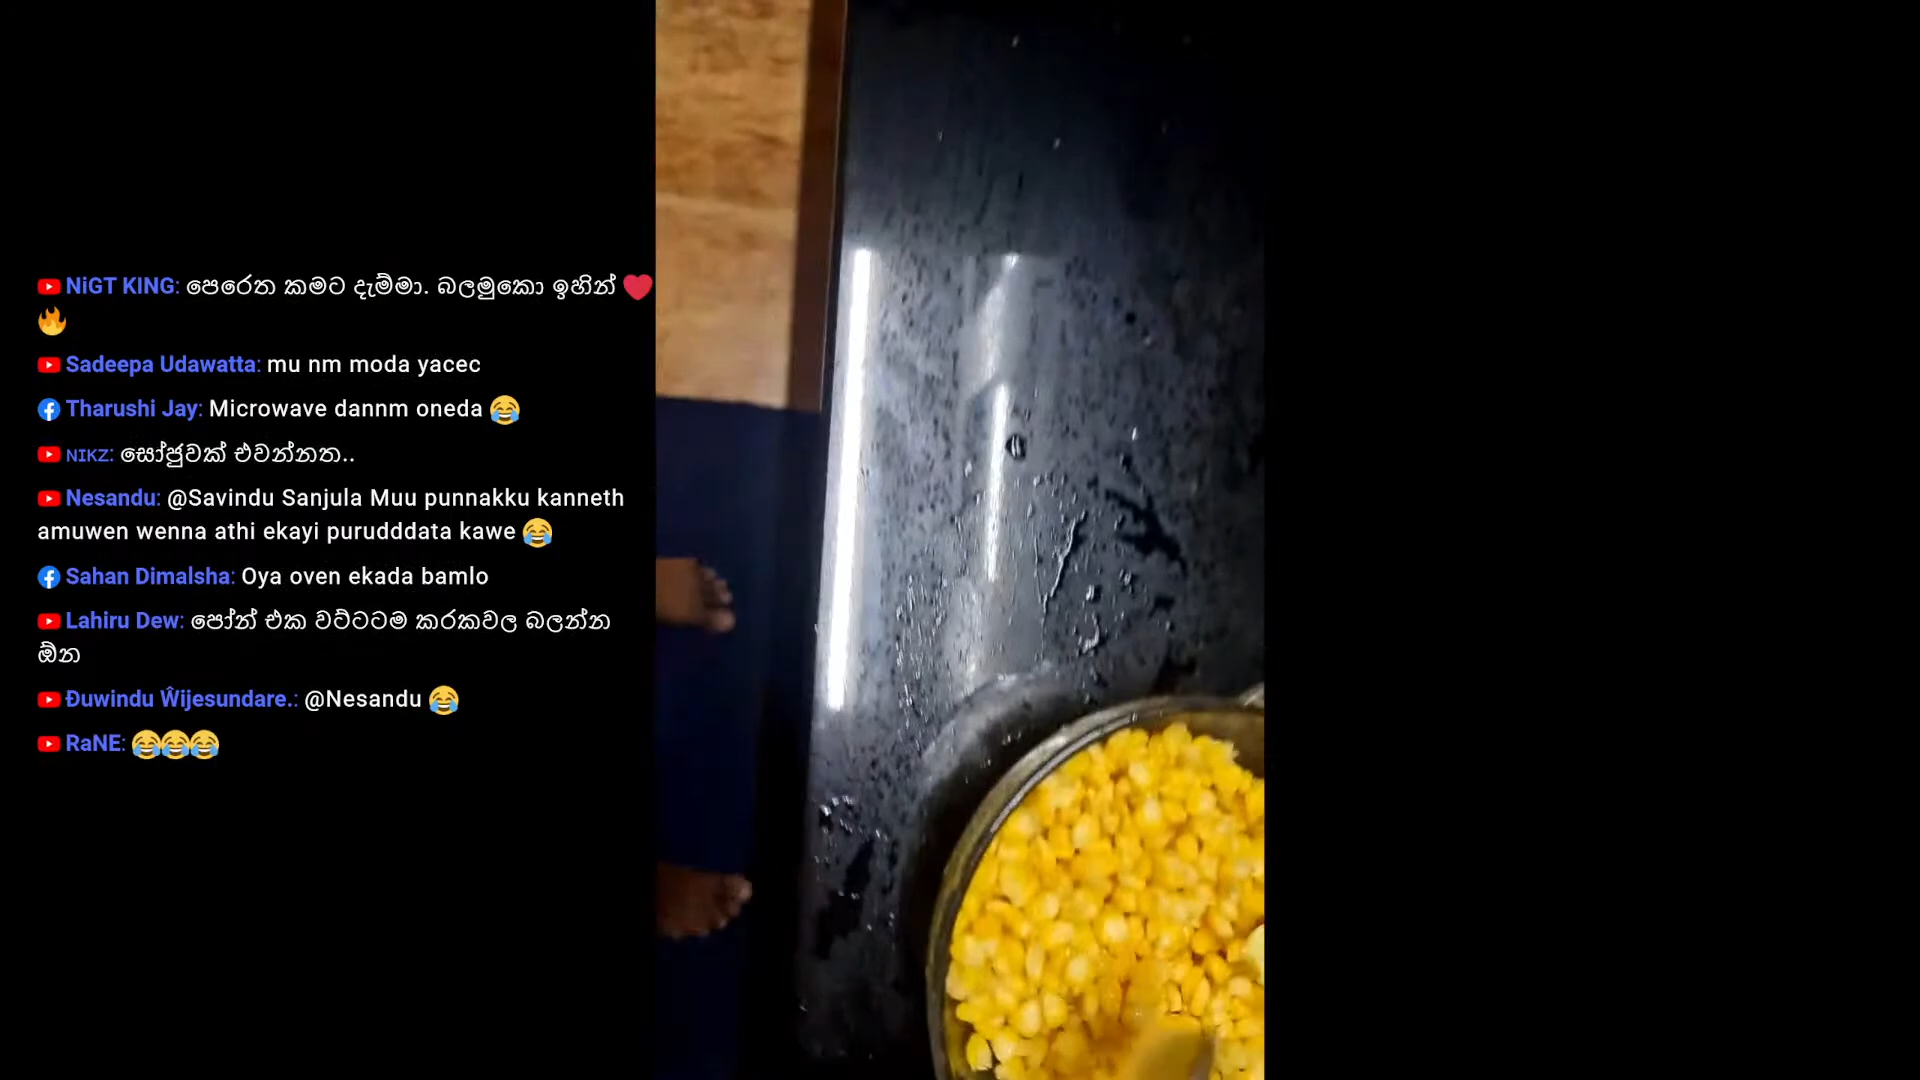 NiGT KING: පෙරේත කමට දැම්මා. බලමුකො ඉහින් ❤️
🔥
Sadeepa Udawatta: mu nm moda yacec
Tharushi Jay: Microwave dannm oneda 😂
ɴɪᴋᴢ: සෝජුවක් එවන්නත..
Nesandu: @Savindu Sanjula Muu punnakku kanneth
amuwen wenna athi ekayi purudddata kawe 😂
Sahan Dimalsha: Oya oven ekada bamlo
Lahiru Dew: පෝන් එක වට්ටටම කරකවල බලන්න
ඕන
Đuwindu Ŵijesundare.: @Nesandu 😂
RaNE: 😂😂😂